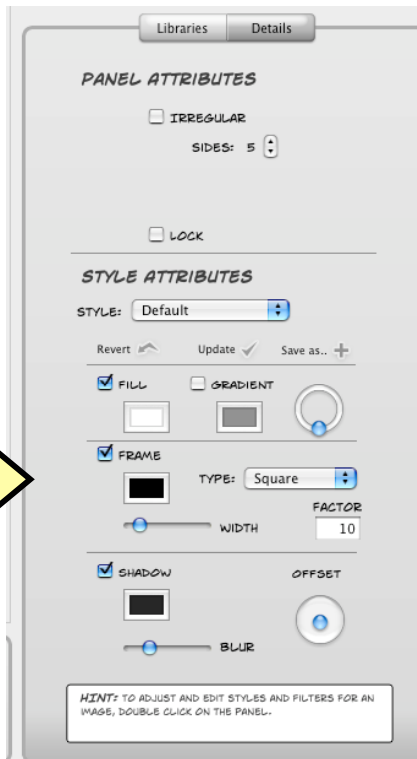 Libraries Details
PANEL ATTRIBUTES
IRREGULAR
SIDES: 5
LOCK
STYLE ATTRIBUTES
STYLE: Default
Revert Update Save as..
FILL GRADIENT
FRAME
TYPE: Square
FACTOR
WIDTH 10
SHADOW OFFSET
BLUR
HINT: TO ADJUST AND EDIT STYLES AND FILTERS FOR AN
IMAGE, DOUBLE CLICK ON THE PANEL.